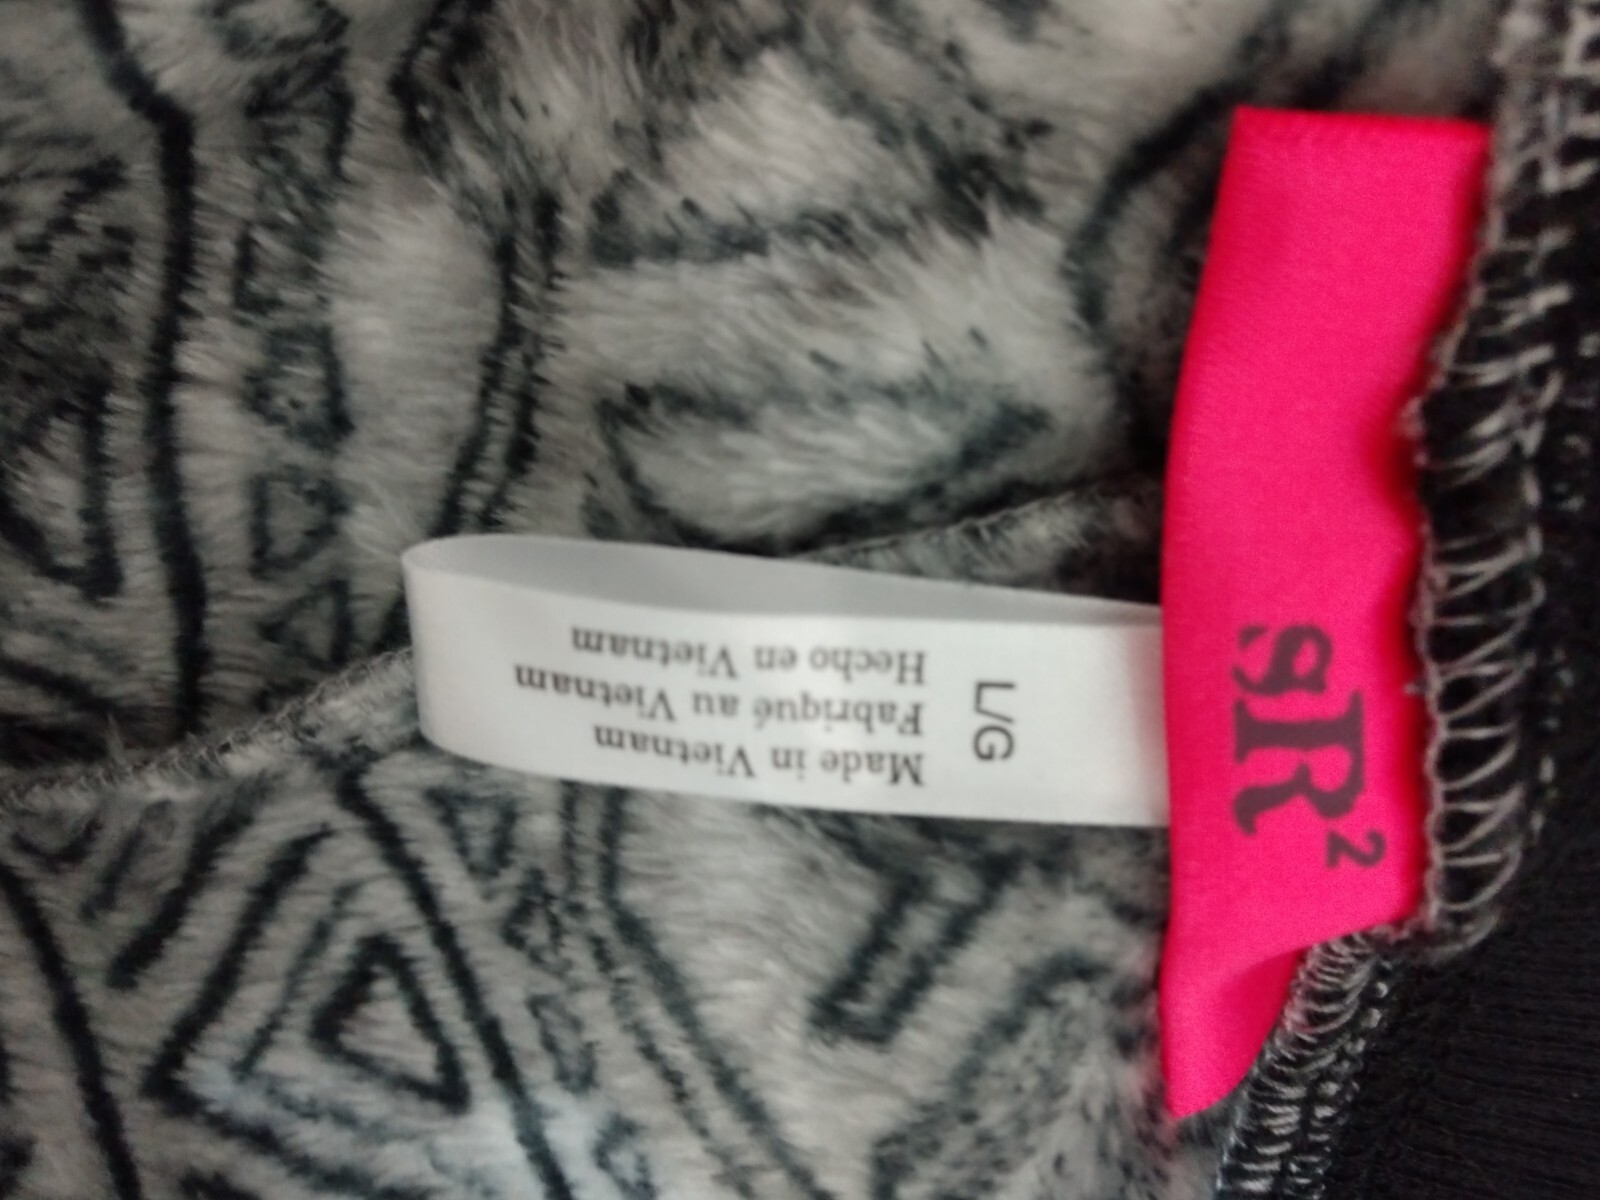 sR²
L/G
Made in Vietnam
Fabriqué au Vietnam
Hecho en Vietnam